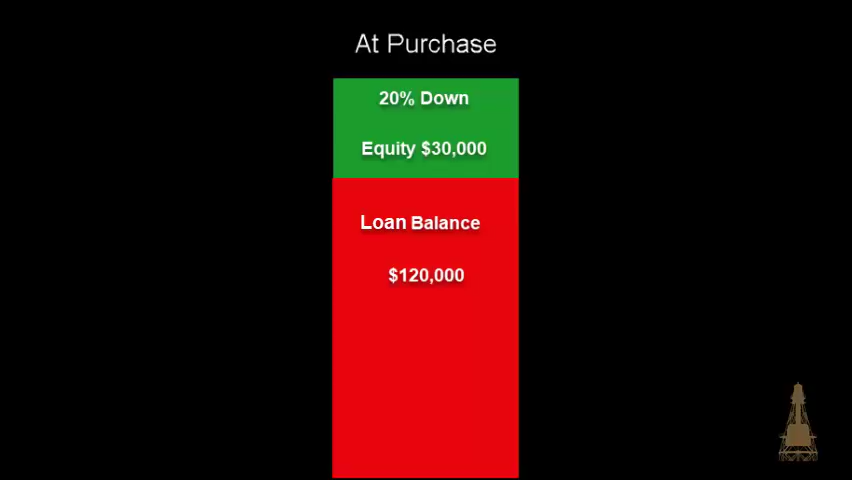 At Purchase
20% Down
Equity $30,000
Loan Balance
$120,000